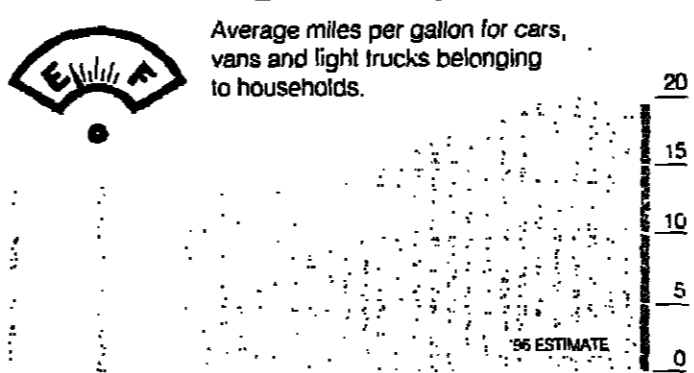 Average miles per gallon for cars,
vans and light trucks belonging
to households.
E F
20
15
10
5
'96 ESTIMATE
0